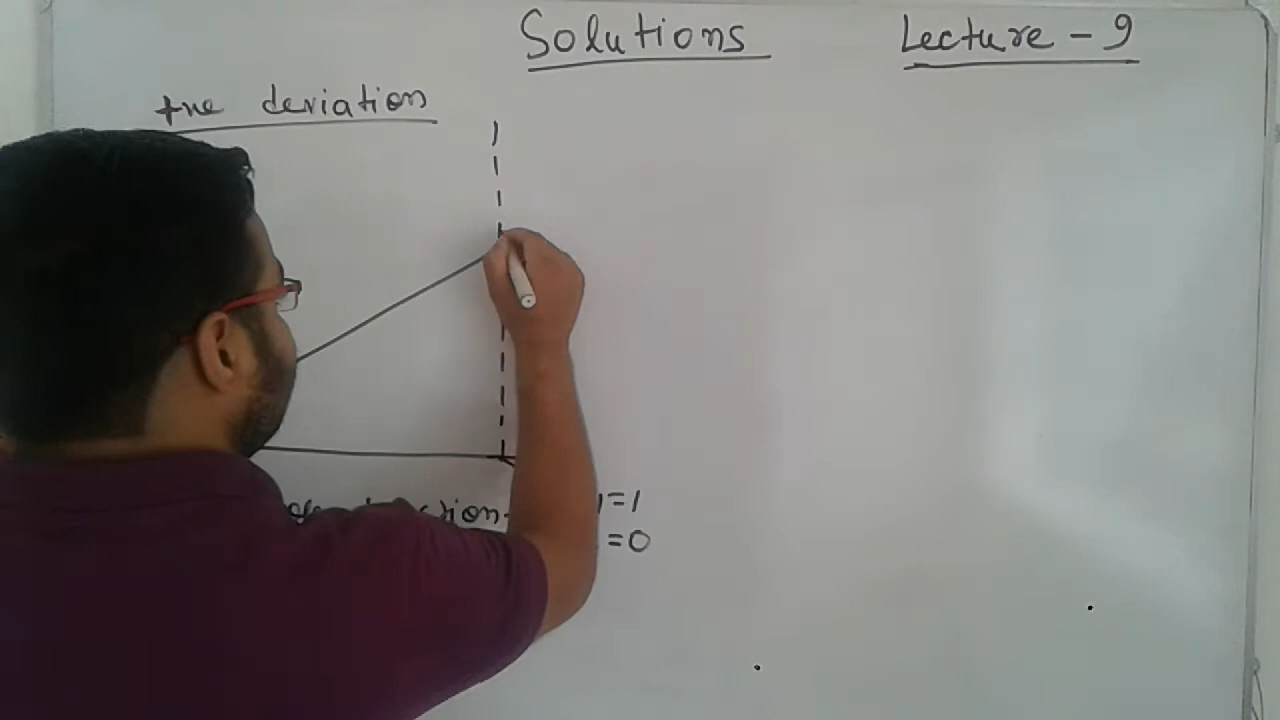 Solutions
Lecture - 9
+ve deviation
=1
=0